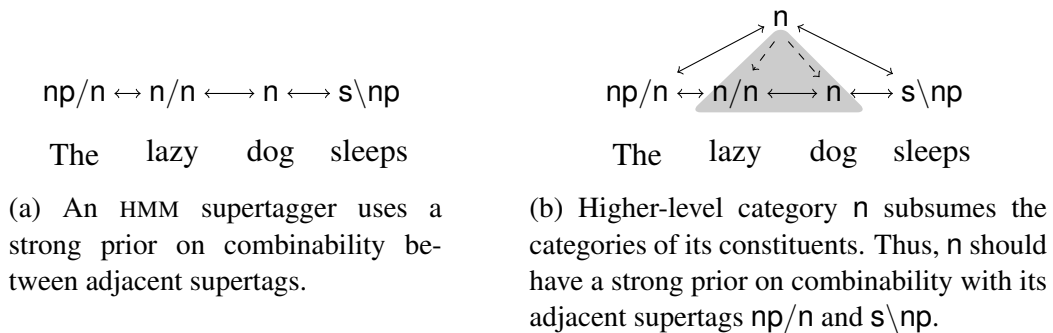 np/n ↔ n/n ↔ n ↔ s\np
The lazy dog sleeps
(a) An HMM supertagger uses a
strong prior on combinability be-
tween adjacent supertags.
n
np/n ↔ n/n ↔ n ↔ s\np
The lazy dog sleeps
(b) Higher-level category n subsumes the
categories of its constituents. Thus, n should
have a strong prior on combinability with its
adjacent supertags np/n and s\np.